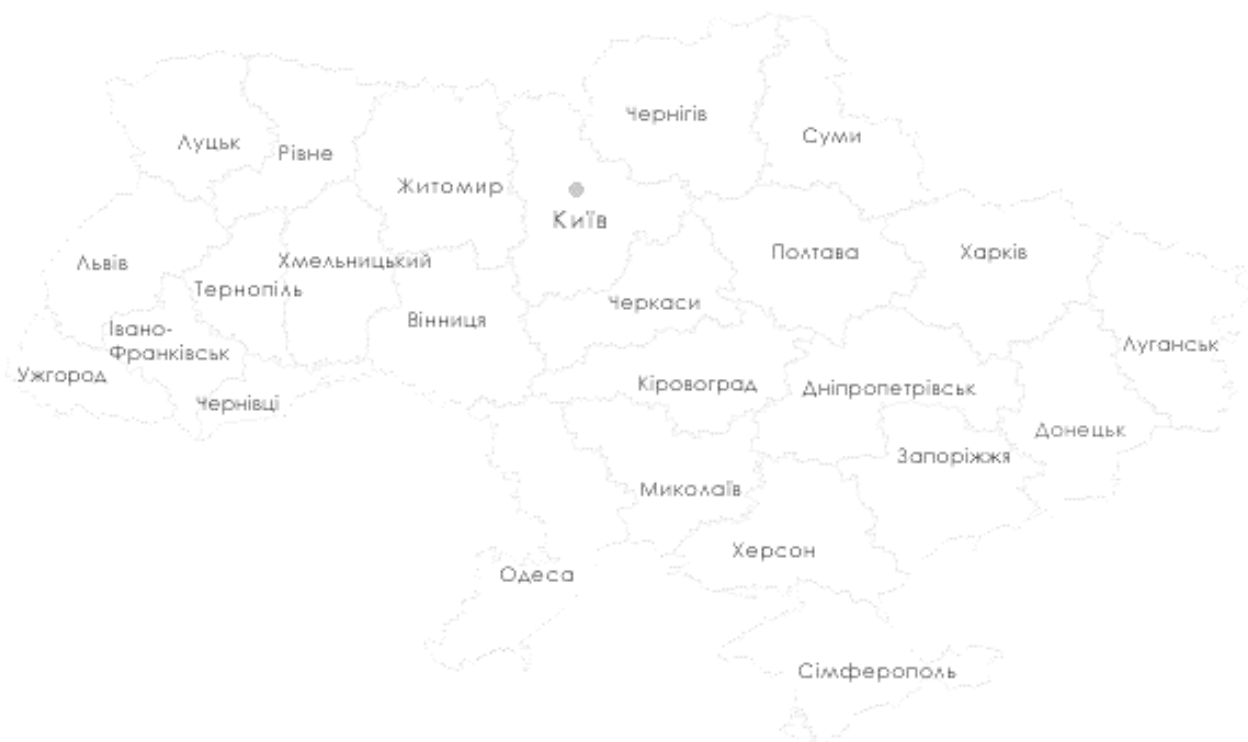 Чернігів
Суми
Луцьк
Рівне
Житомир
Київ
Львів
Хмельницький
Тернопіль
Полтава
Харків
Черкаси
Вінниця
Івано-
Франківськ
Луганськ
Ужгород
Чернівці
Кіровоград
Дніпропетрівськ
Донецьк
Запоріжжя
Миколаїв
Херсон
Одеса
Сімферополь